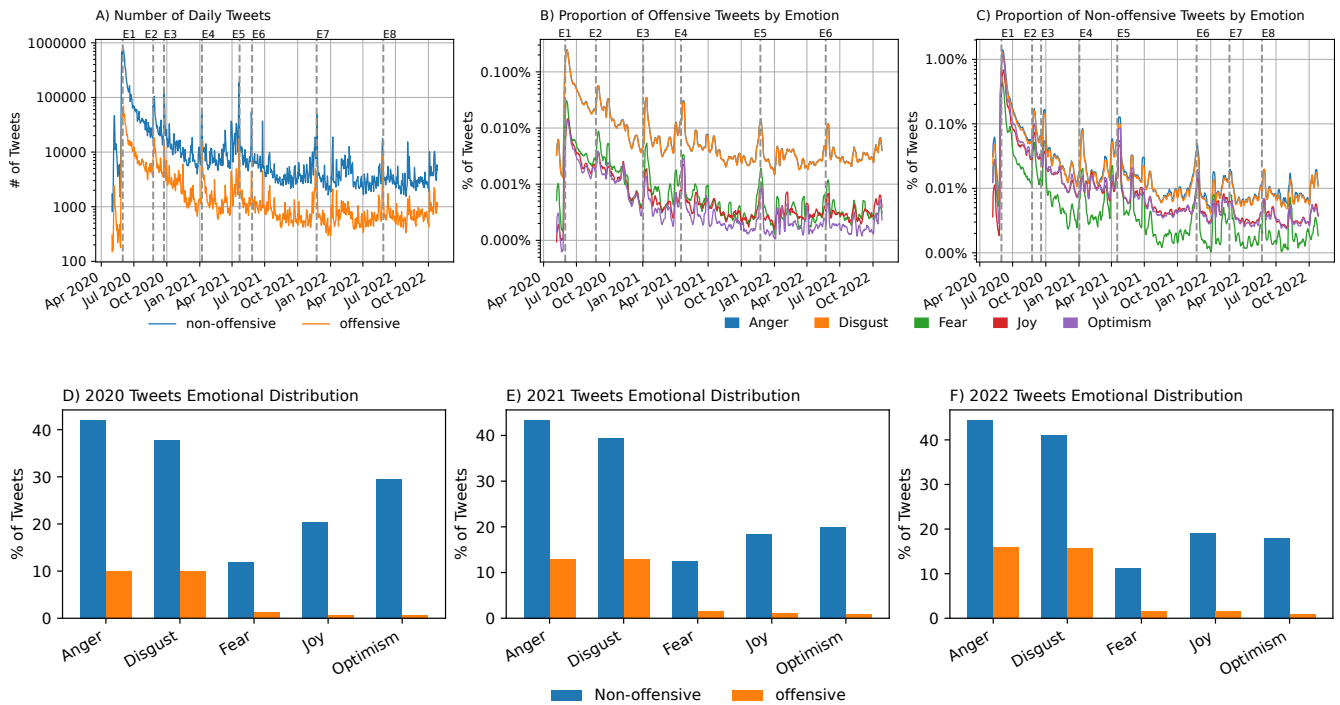 A) Number of Daily Tweets
E1 E2 E3 E4 E5 E6 E7 E8
1000000
100000
10000
1000
100
# of Tweets
Apr 2020 Jul 2020 Oct 2020 Jan 2021 Apr 2021 Jul 2021 Oct 2021 Jan 2022 Apr 2022 Jul 2022 Oct 2022
non-offensive offensive
B) Proportion of Offensive Tweets by Emotion
E1 E2 E3 E4 E5 E6
0.100%
0.010%
0.001%
0.000%
% of Tweets
Apr 2020 Jul 2020 Oct 2020 Jan 2021 Apr 2021 Jul 2021 Oct 2021 Jan 2022 Apr 2022 Jul 2022 Oct 2022
C) Proportion of Non-offensive Tweets by Emotion
E1 E2 E3 E4 E5 E6 E7 E8
1.00%
0.10%
0.01%
0.00%
% of Tweets
Apr 2020 Jul 2020 Oct 2020 Jan 2021 Apr 2021 Jul 2021 Oct 2021 Jan 2022 Apr 2022 Jul 2022 Oct 2022
Anger Disgust Fear Joy Optimism
D) 2020 Tweets Emotional Distribution
40
30
20
10
0
% of Tweets
Anger Disgust Fear Joy Optimism
E) 2021 Tweets Emotional Distribution
40
30
20
10
0
% of Tweets
Anger Disgust Fear Joy Optimism
F) 2022 Tweets Emotional Distribution
40
30
20
10
0
% of Tweets
Anger Disgust Fear Joy Optimism
Non-offensive offensive